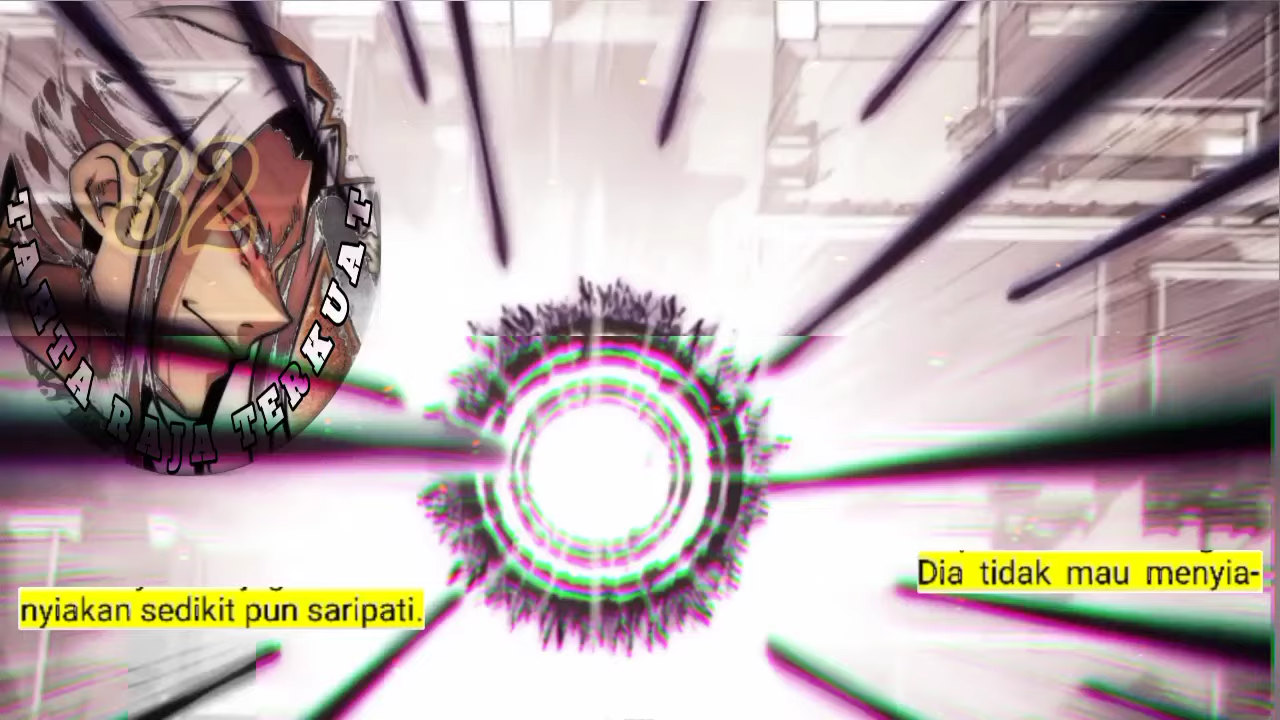 32
TAHTA RAJA TERKUAT
Dia tidak mau menyia-
nyiakan sedikit pun saripati.